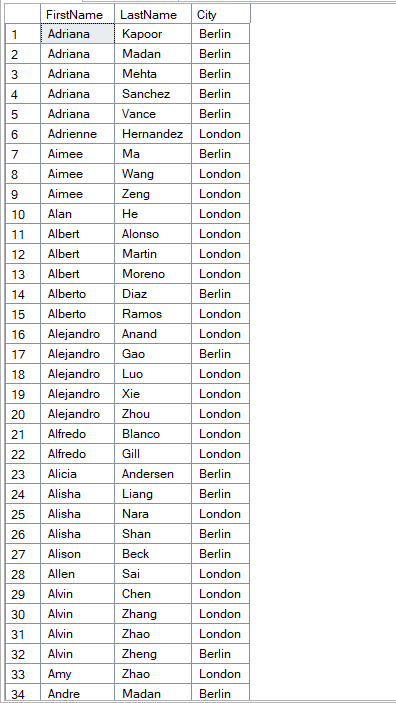 FirstName LastName City
1 Adriana Kapoor Berlin
2 Adriana Madan Berlin
3 Adriana Mehta Berlin
4 Adriana Sanchez Berlin
5 Adriana Vance Berlin
6 Adrienne Hernandez London
7 Aimee Ma Berlin
8 Aimee Wang London
9 Aimee Zeng London
10 Alan He London
11 Albert Alonso London
12 Albert Martin London
13 Albert Moreno London
14 Alberto Diaz Berlin
15 Alberto Ramos London
16 Alejandro Anand London
17 Alejandro Gao Berlin
18 Alejandro Luo London
19 Alejandro Xie London
20 Alejandro Zhou London
21 Alfredo Blanco London
22 Alfredo Gill London
23 Alicia Andersen Berlin
24 Alisha Liang Berlin
25 Alisha Nara London
26 Alisha Shan Berlin
27 Alison Beck Berlin
28 Allen Sai London
29 Alvin Chen London
30 Alvin Zhang London
31 Alvin Zhao London
32 Alvin Zheng Berlin
33 Amy Zhao London
34 Andre Madan Berlin